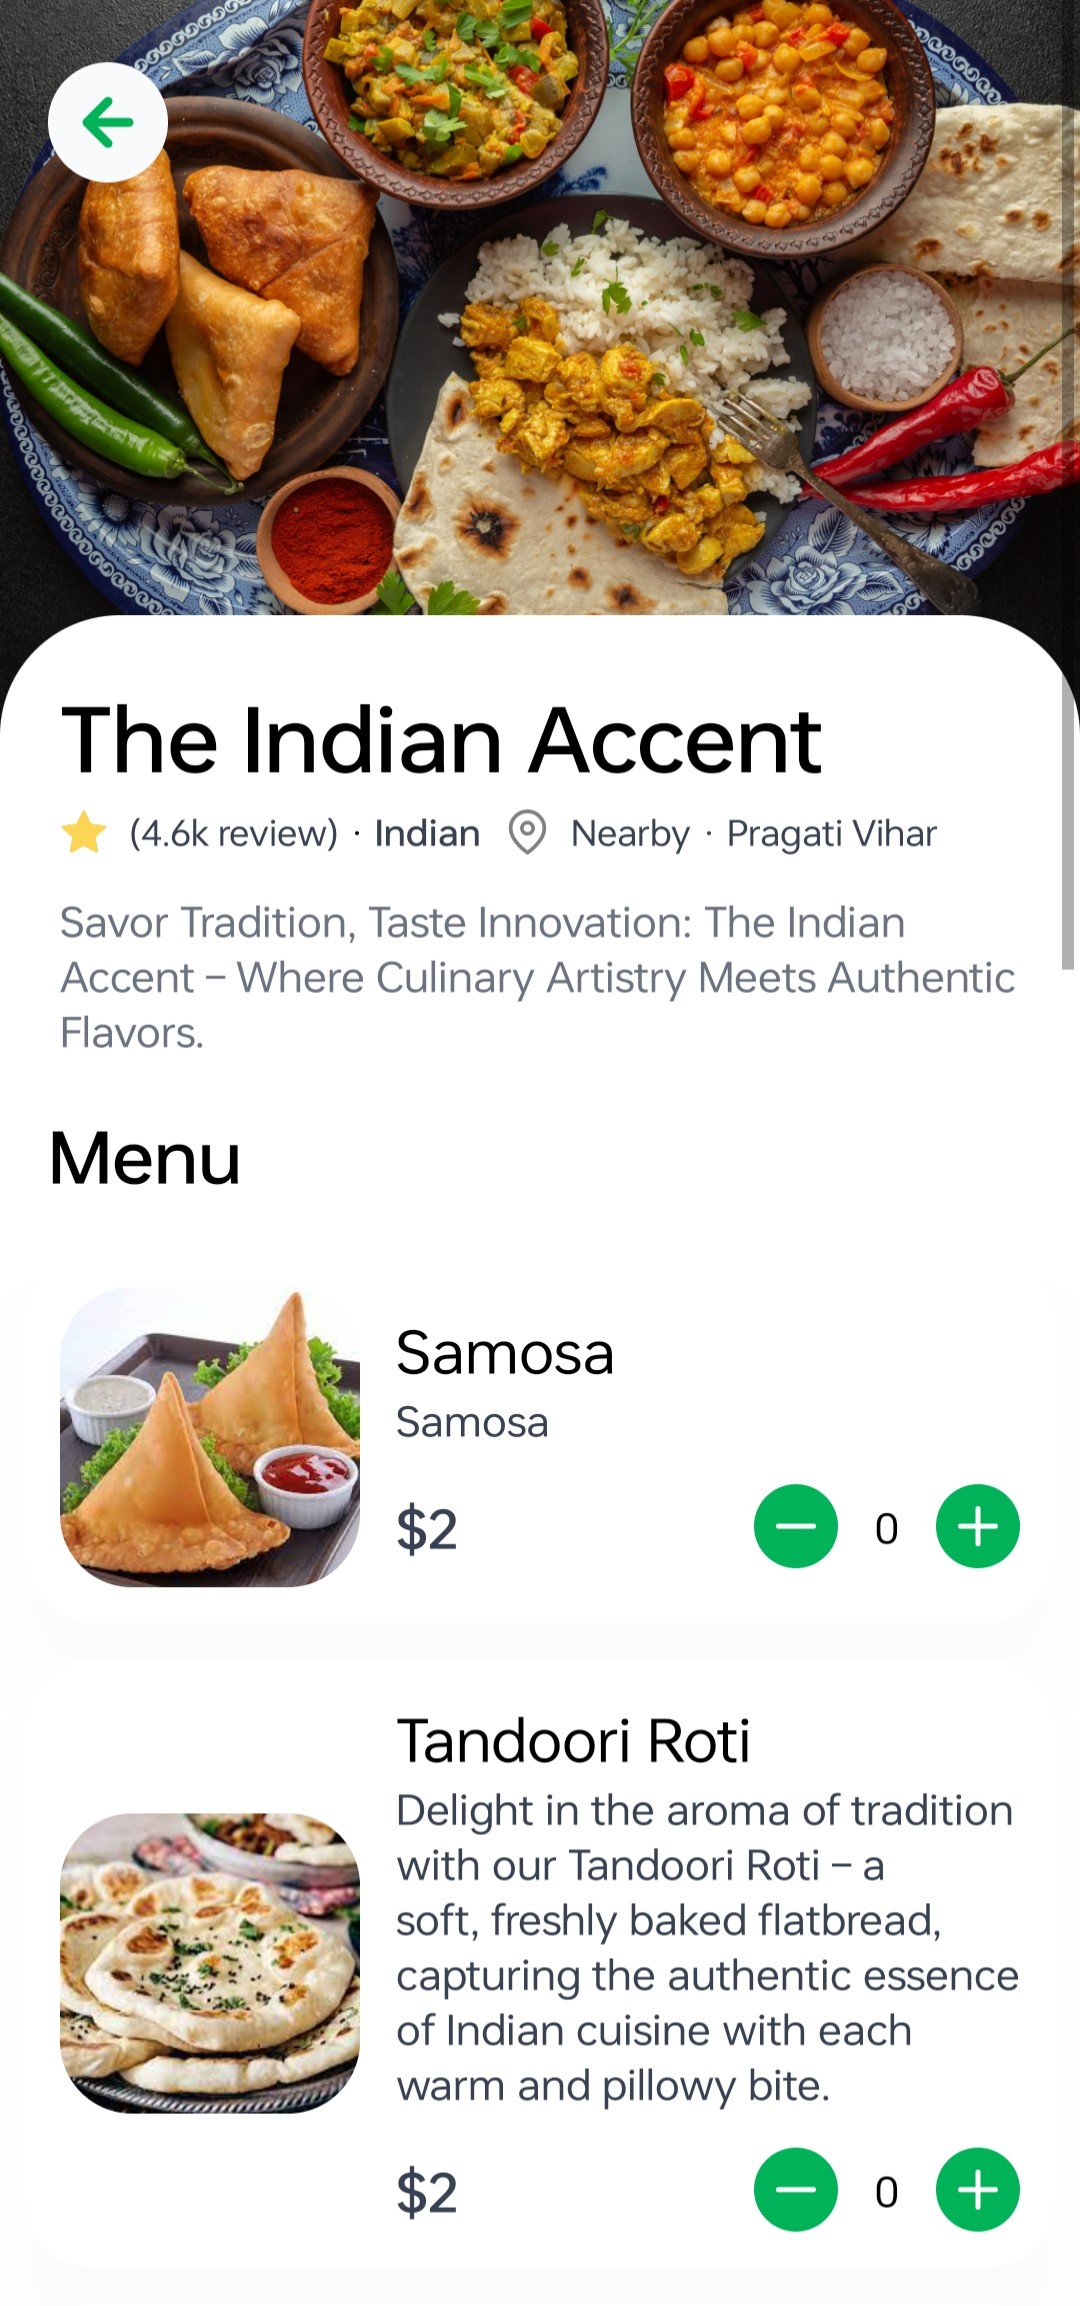 The Indian Accent
(4.6k review) · Indian Nearby · Pragati Vihar
Savor Tradition, Taste Innovation: The Indian
Accent – Where Culinary Artistry Meets Authentic
Flavors.
Menu
Samosa
Samosa
$2 0
Tandoori Roti
Delight in the aroma of tradition
with our Tandoori Roti – a
soft, freshly baked flatbread,
capturing the authentic essence
of Indian cuisine with each
warm and pillowy bite.
$2 0